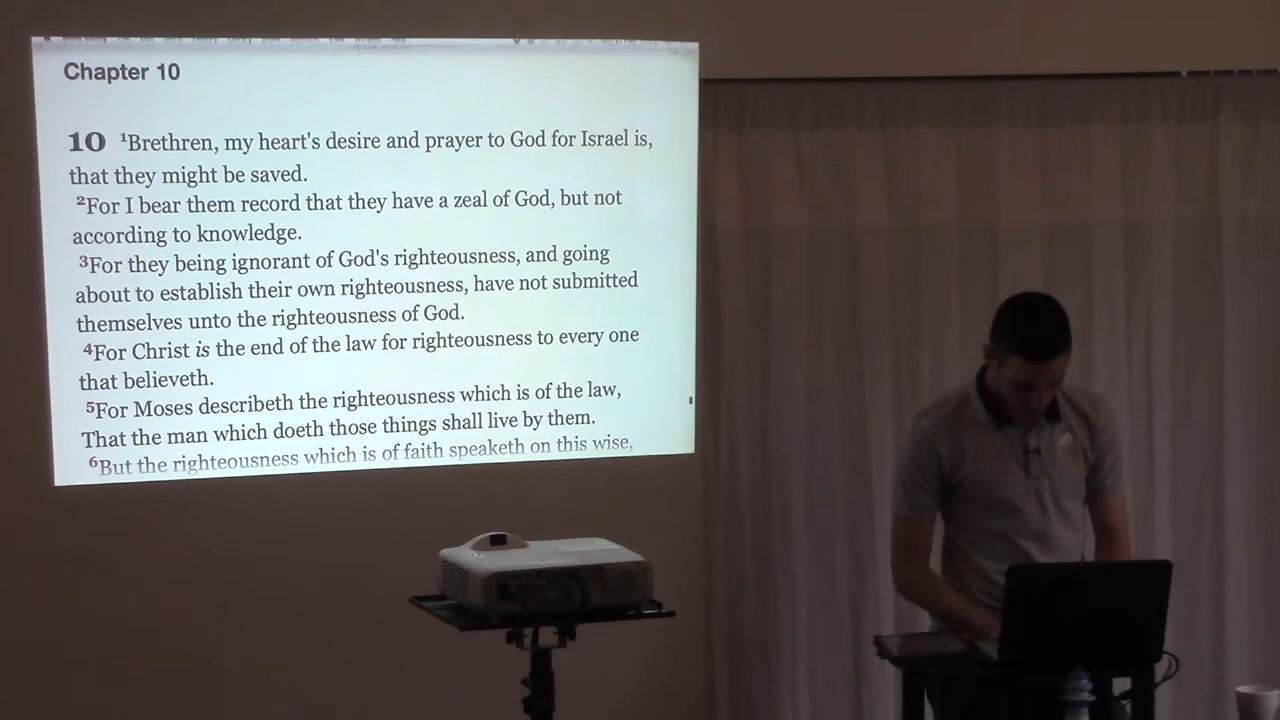 Chapter 10
10 1Brethren, my heart's desire and prayer to God for Israel is,
that they might be saved.
2For I bear them record that they have a zeal of God, but not
according to knowledge.
3For they being ignorant of God's righteousness, and going
about to establish their own righteousness, have not submitted
themselves unto the righteousness of God.
4For Christ is the end of the law for righteousness to every one
that believeth.
5For Moses describeth the righteousness which is of the law,
That the man which doeth those things shall live by them.
6But the righteousness which is of faith speaketh on this wise,